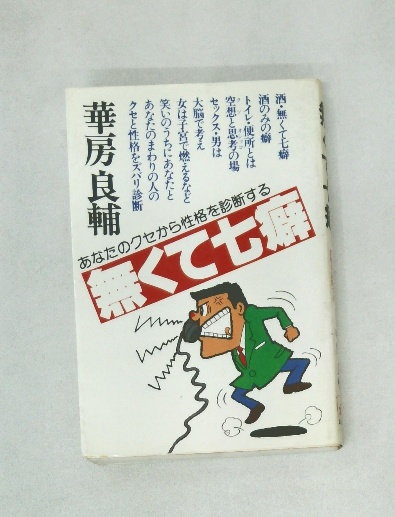 酒・無くて七癖
酒のみの癖
トイレ・便所とは
空想と思考の場
セックス・男は
大脳で考え
女は子宮で燃えるなど
笑いのうちにあなたと
あなたのまわりの人の
クセと性格をズバリ診断
華房良輔
あなたのクセから性格を診断する
無くて七癖